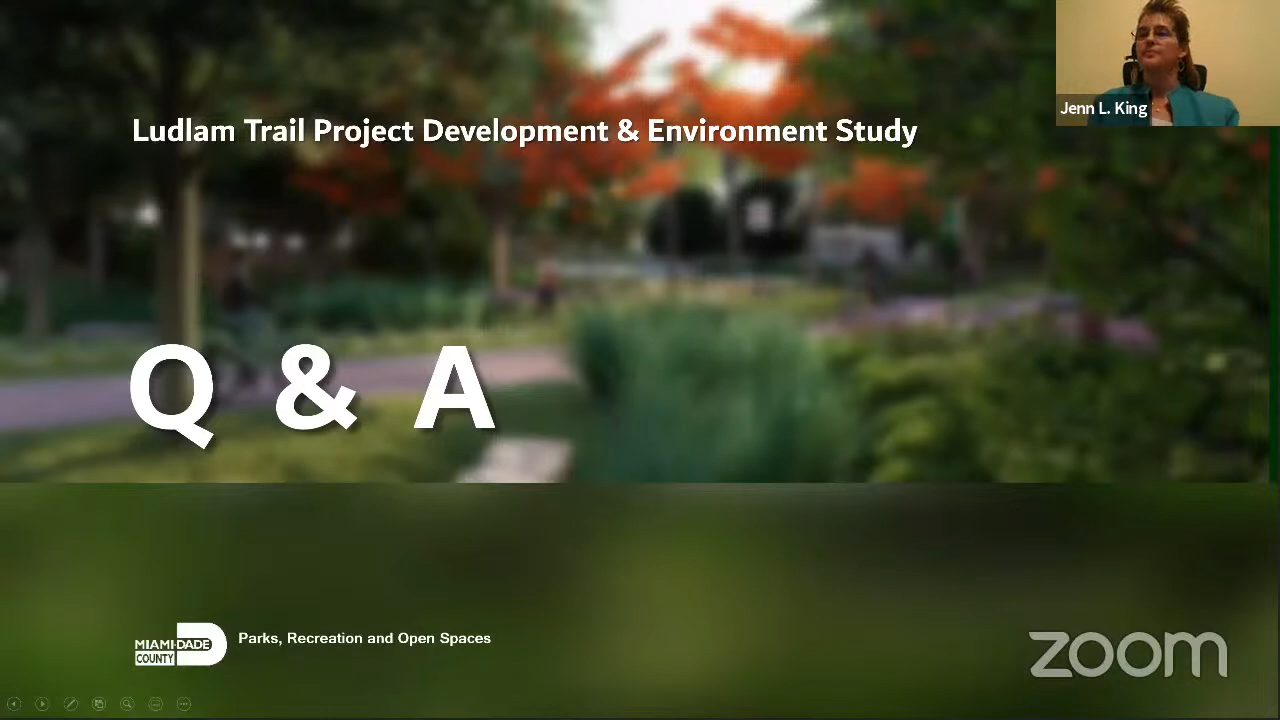 Jenn L. King
Ludlam Trail Project Development & Environment Study
Q & A
MIAMI-DADE
COUNTY
Parks, Recreation and Open Spaces
zoom